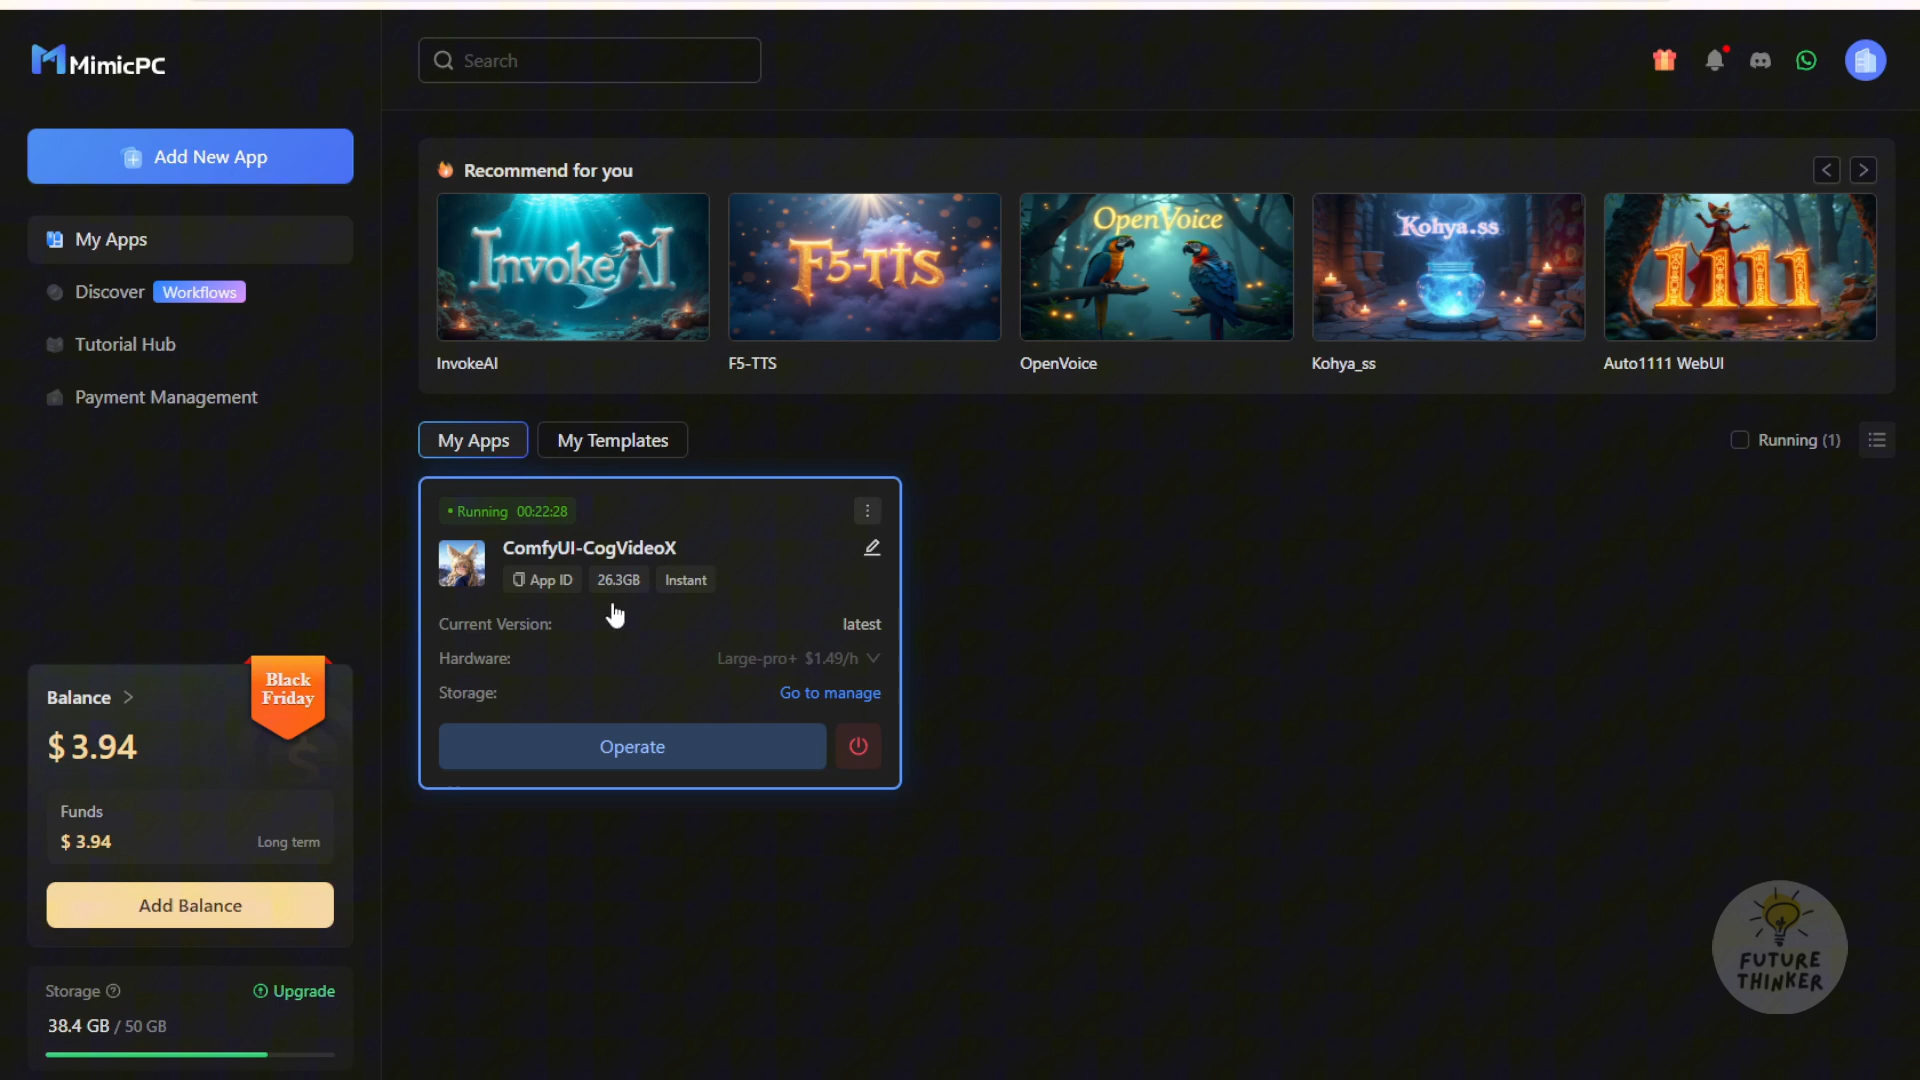 MimicPC
Search
Add New App
My Apps
Discover Workflows
Tutorial Hub
Payment Management
Recommend for you
InvokeAI
F5-TTS
OpenVoice
Kohya.ss
1111
InvokeAI
F5-TTS
OpenVoice
Kohya_ss
Auto1111 WebUI
My Apps
My Templates
Running (1)
• Running 00:22:28
ComfyUI-CogVideoX
App ID
26.3GB
Instant
Current Version:
latest
Hardware:
Large-pro+ $1.49/h
Storage:
Go to manage
Operate
Balance >
Black
Friday
$ 3.94
Funds
$ 3.94
Long term
Add Balance
Storage
Upgrade
38.4 GB / 50 GB
FUTURE
THINKER